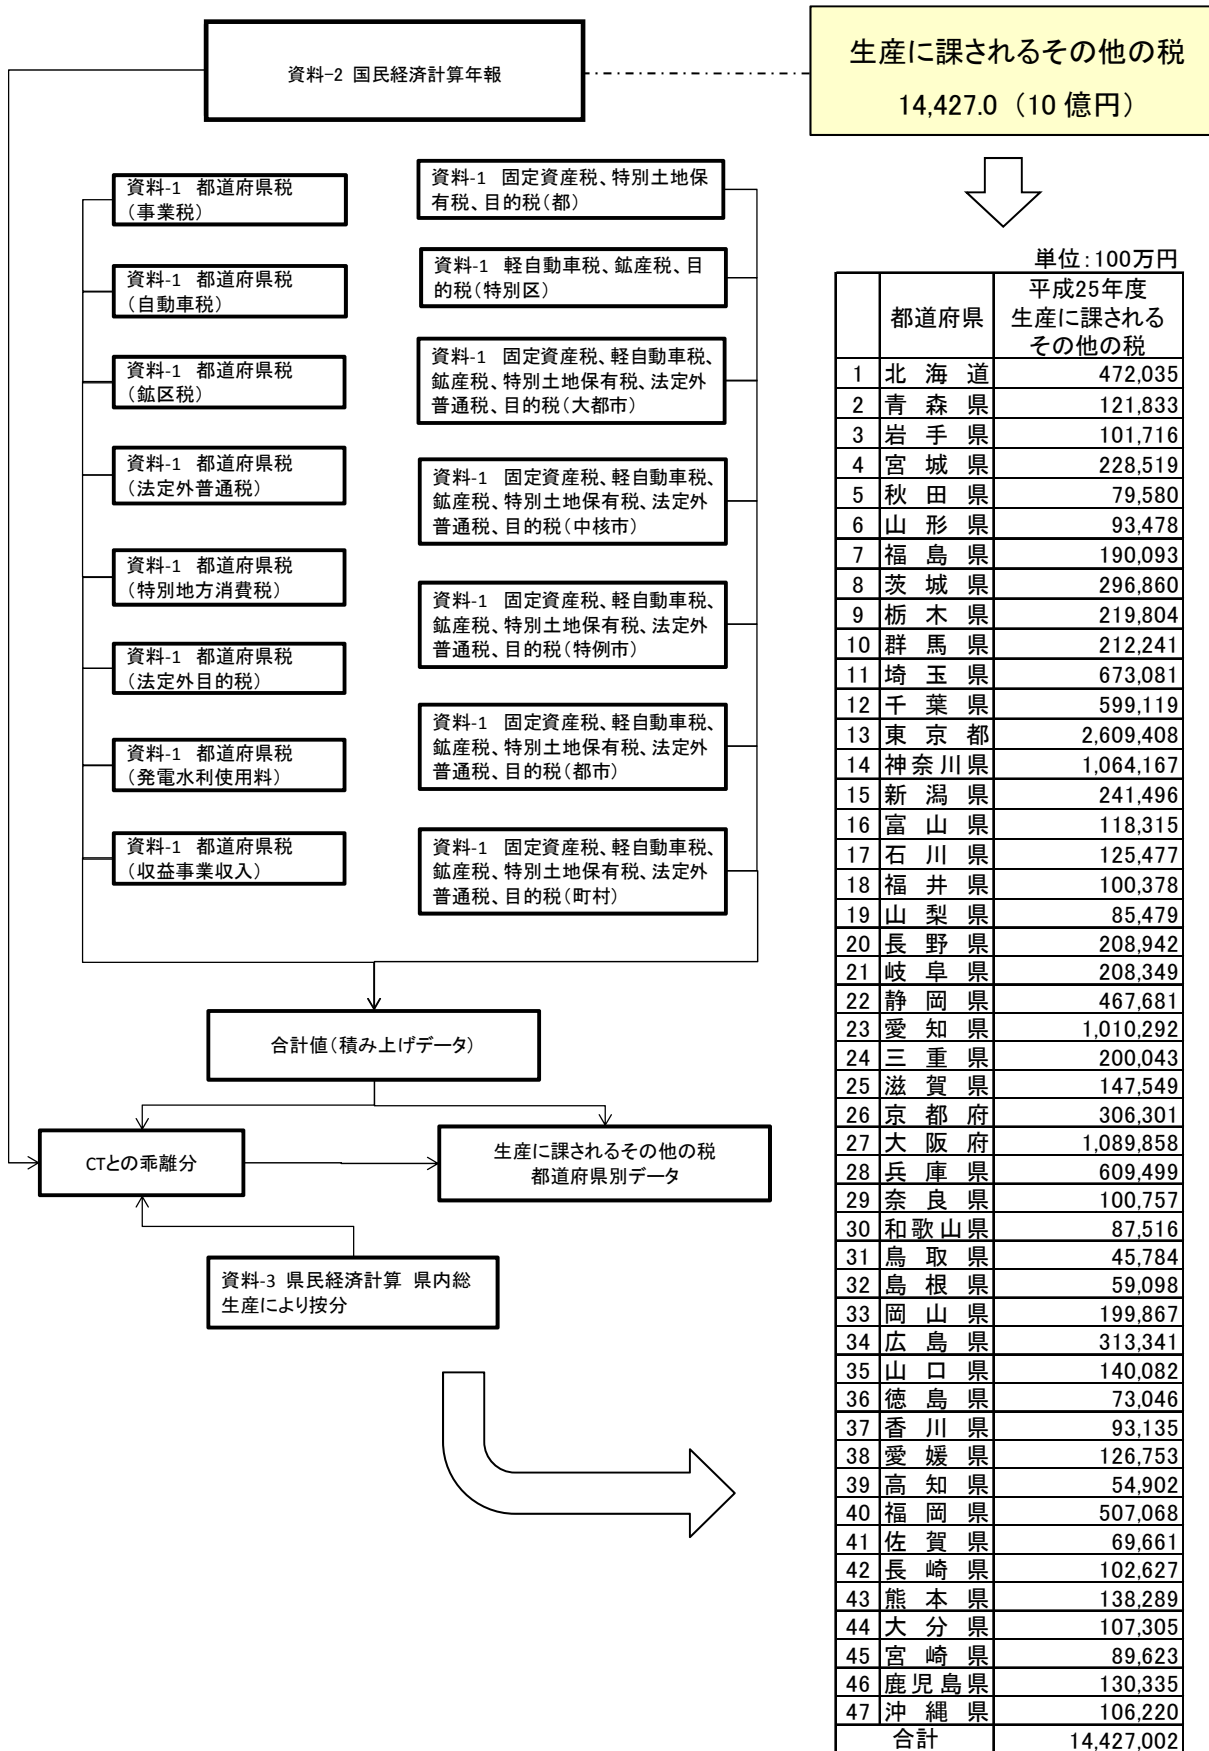 資料-2 国民経済計算年報
生産に課されるその他の税
14,427.0（10 億円）
資料-1 都道府県税
（事業税）
資料-1 都道府県税
（自動車税）
資料-1 都道府県税
（鉱区税）
資料-1 都道府県税
（法定外普通税）
資料-1 都道府県税
（特別地方消費税）
資料-1 都道府県税
（法定外目的税）
資料-1 都道府県税
（発電水利使用料）
資料-1 都道府県税
（収益事業収入）
資料-1 固定資産税、特別土地保
有税、目的税（都）
資料-1 軽自動車税、鉱産税、目
的税（特別区）
資料-1 固定資産税、軽自動車税、
鉱産税、特別土地保有税、法定外
普通税、目的税（大都市）
資料-1 固定資産税、軽自動車税、
鉱産税、特別土地保有税、法定外
普通税、目的税（中核市）
資料-1 固定資産税、軽自動車税、
鉱産税、特別土地保有税、法定外
普通税、目的税（特例市）
資料-1 固定資産税、軽自動車税、
鉱産税、特別土地保有税、法定外
普通税、目的税（都市）
資料-1 固定資産税、軽自動車税、
鉱産税、特別土地保有税、法定外
普通税、目的税（町村）
合計値（積み上げデータ）
CTとの乖離分
生産に課されるその他の税
都道府県別データ
資料-3 県民経済計算 県内総
生産により按分
単位：100万円
都道府県
平成25年度
生産に課される
その他の税
1 北海道 472,035
2 青森県 121,833
3 岩手県 101,716
4 宮城県 228,519
5 秋田県 79,580
6 山形県 93,478
7 福島県 190,093
8 茨城県 296,860
9 栃木県 219,804
10 群馬県 212,241
11 埼玉県 673,081
12 千葉県 599,119
13 東京都 2,609,408
14 神奈川県 1,064,167
15 新潟県 241,496
16 富山県 118,315
17 石川県 125,477
18 福井県 100,378
19 山梨県 85,479
20 長野県 208,942
21 岐阜県 208,349
22 静岡県 467,681
23 愛知県 1,010,292
24 三重県 200,043
25 滋賀県 147,549
26 京都府 306,301
27 大阪府 1,089,858
28 兵庫県 609,499
29 奈良県 100,757
30 和歌山県 87,516
31 鳥取県 45,784
32 島根県 59,098
33 岡山県 199,867
34 広島県 313,341
35 山口県 140,082
36 徳島県 73,046
37 香川県 93,135
38 愛媛県 126,753
39 高知県 54,902
40 福岡県 507,068
41 佐賀県 69,661
42 長崎県 102,627
43 熊本県 138,289
44 大分県 107,305
45 宮崎県 89,623
46 鹿児島県 130,335
47 沖縄県 106,220
合計 14,427,002